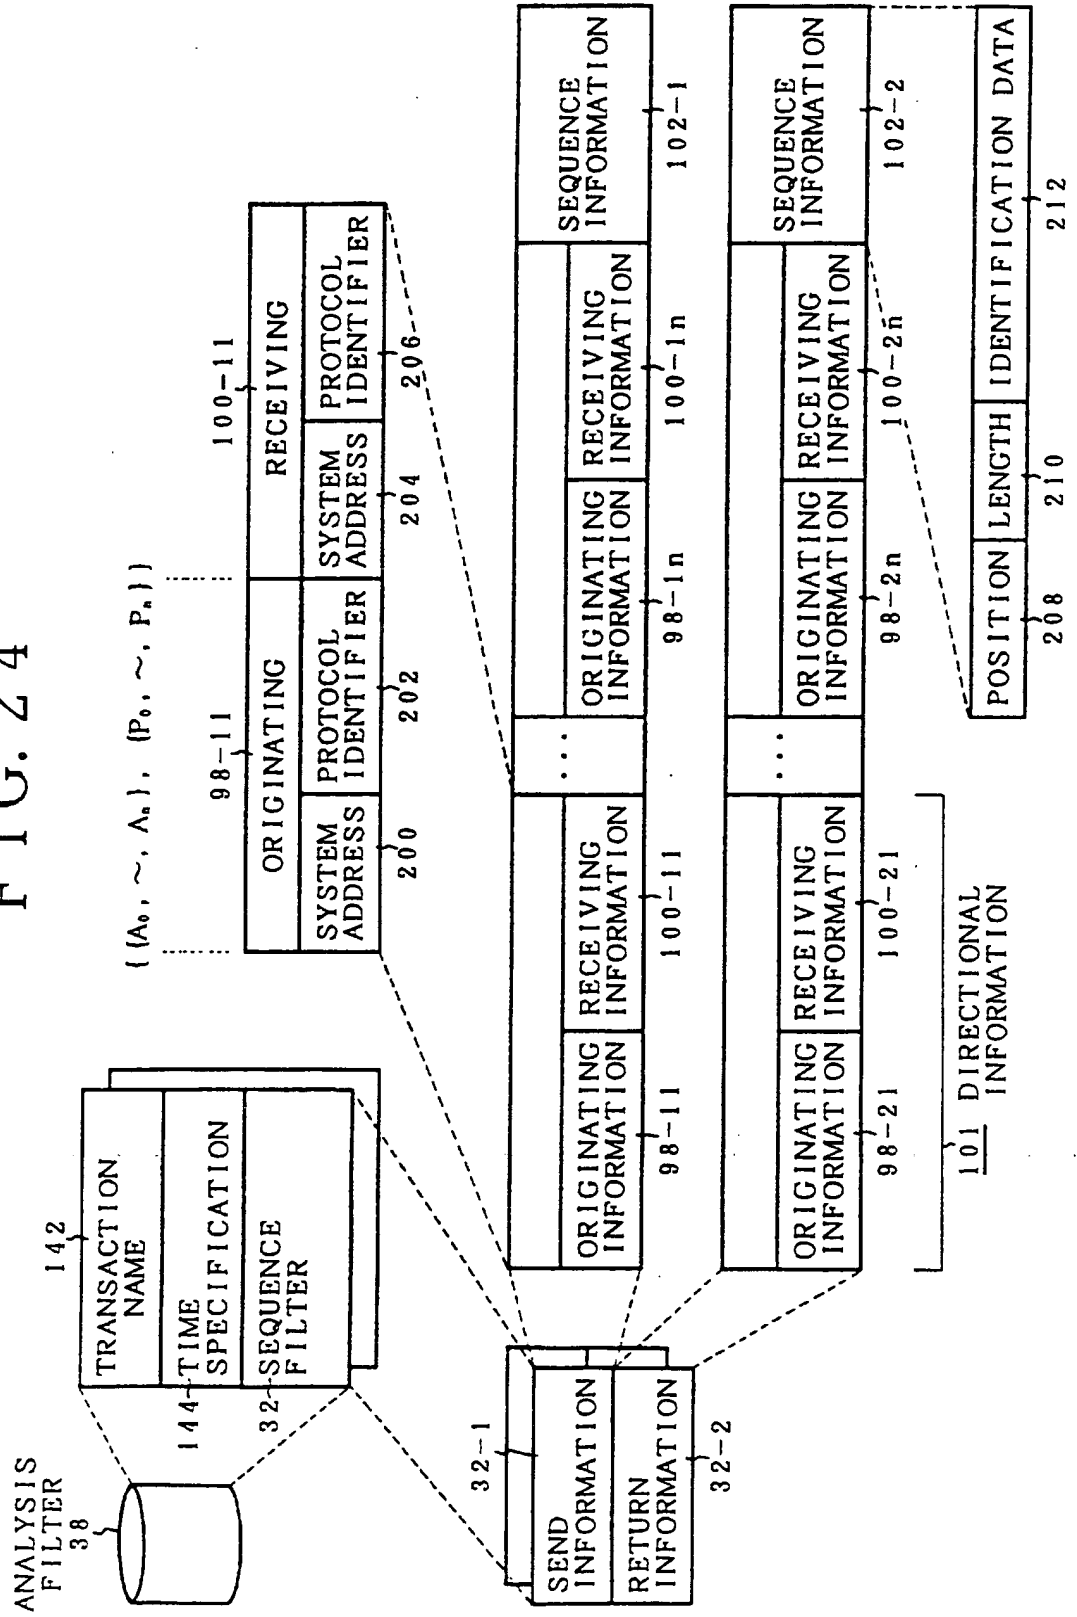 FIG. 24
ANALYSIS
FILTER
38
142
TRANSACTION
NAME
144
TIME
SPECIFICATION
32
SEQUENCE
FILTER
{{A₀, ~, Aₙ}, {P₀, ~, Pₙ}}
98-11
100-11
ORIGINATING
RECEIVING
SYSTEM
ADDRESS
PROTOCOL
IDENTIFIER
SYSTEM
ADDRESS
PROTOCOL
IDENTIFIER
200
202
204
206
32-1
SEND
INFORMATION
RETURN
INFORMATION
32-2
ORIGINATING
INFORMATION
RECEIVING
INFORMATION
...
ORIGINATING
INFORMATION
RECEIVING
INFORMATION
SEQUENCE
INFORMATION
98-11
100-11
98-1n
100-1n
102-1
ORIGINATING
INFORMATION
RECEIVING
INFORMATION
...
ORIGINATING
INFORMATION
RECEIVING
INFORMATION
SEQUENCE
INFORMATION
98-21
100-21
98-2n
100-2n
102-2
101 DIRECTIONAL
INFORMATION
POSITION
LENGTH
IDENTIFICATION DATA
208
210
212